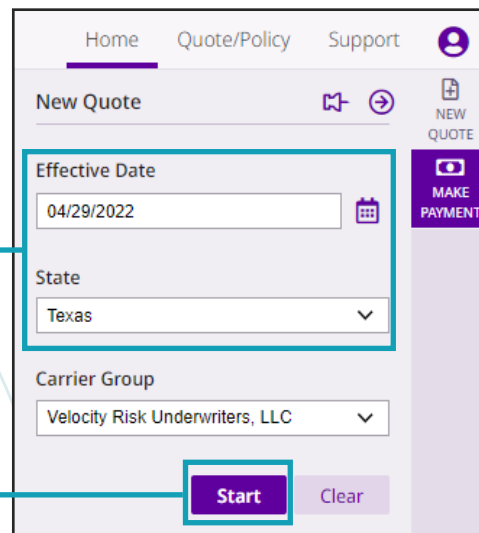 Home Quote/Policy Support
New Quote
NEW
QUOTE
MAKE
PAYMENT
Effective Date
04/29/2022
State
Texas
Carrier Group
Velocity Risk Underwriters, LLC
Start Clear